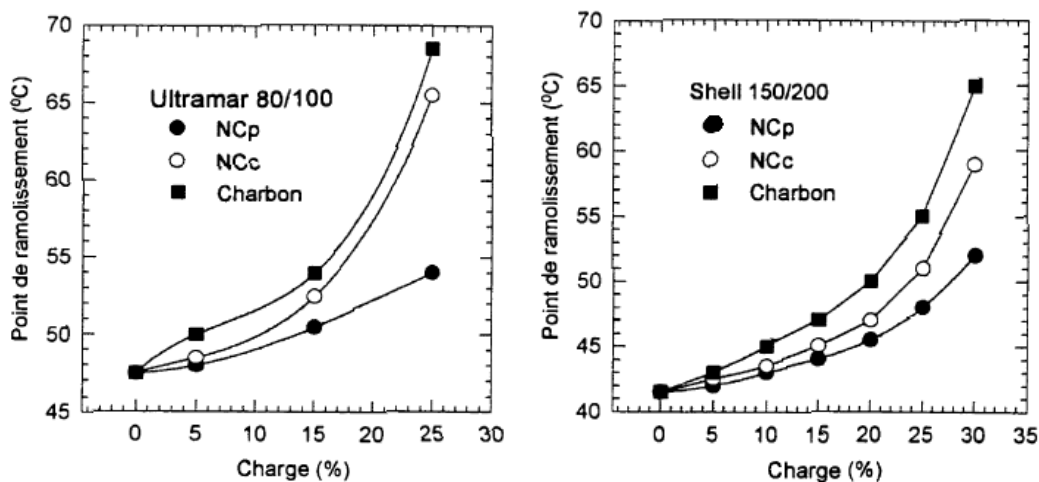 70
65
60
55
50
45
Point de ramolissement (ºC)
Ultramar 80/100
NCp
NCc
Charbon
0 5 10 15 20 25 30
Charge (%)
70
65
60
55
50
45
40
Point de ramolissement (ºC)
Shell 150/200
NCp
NCc
Charbon
0 5 10 15 20 25 30 35
Charge (%)